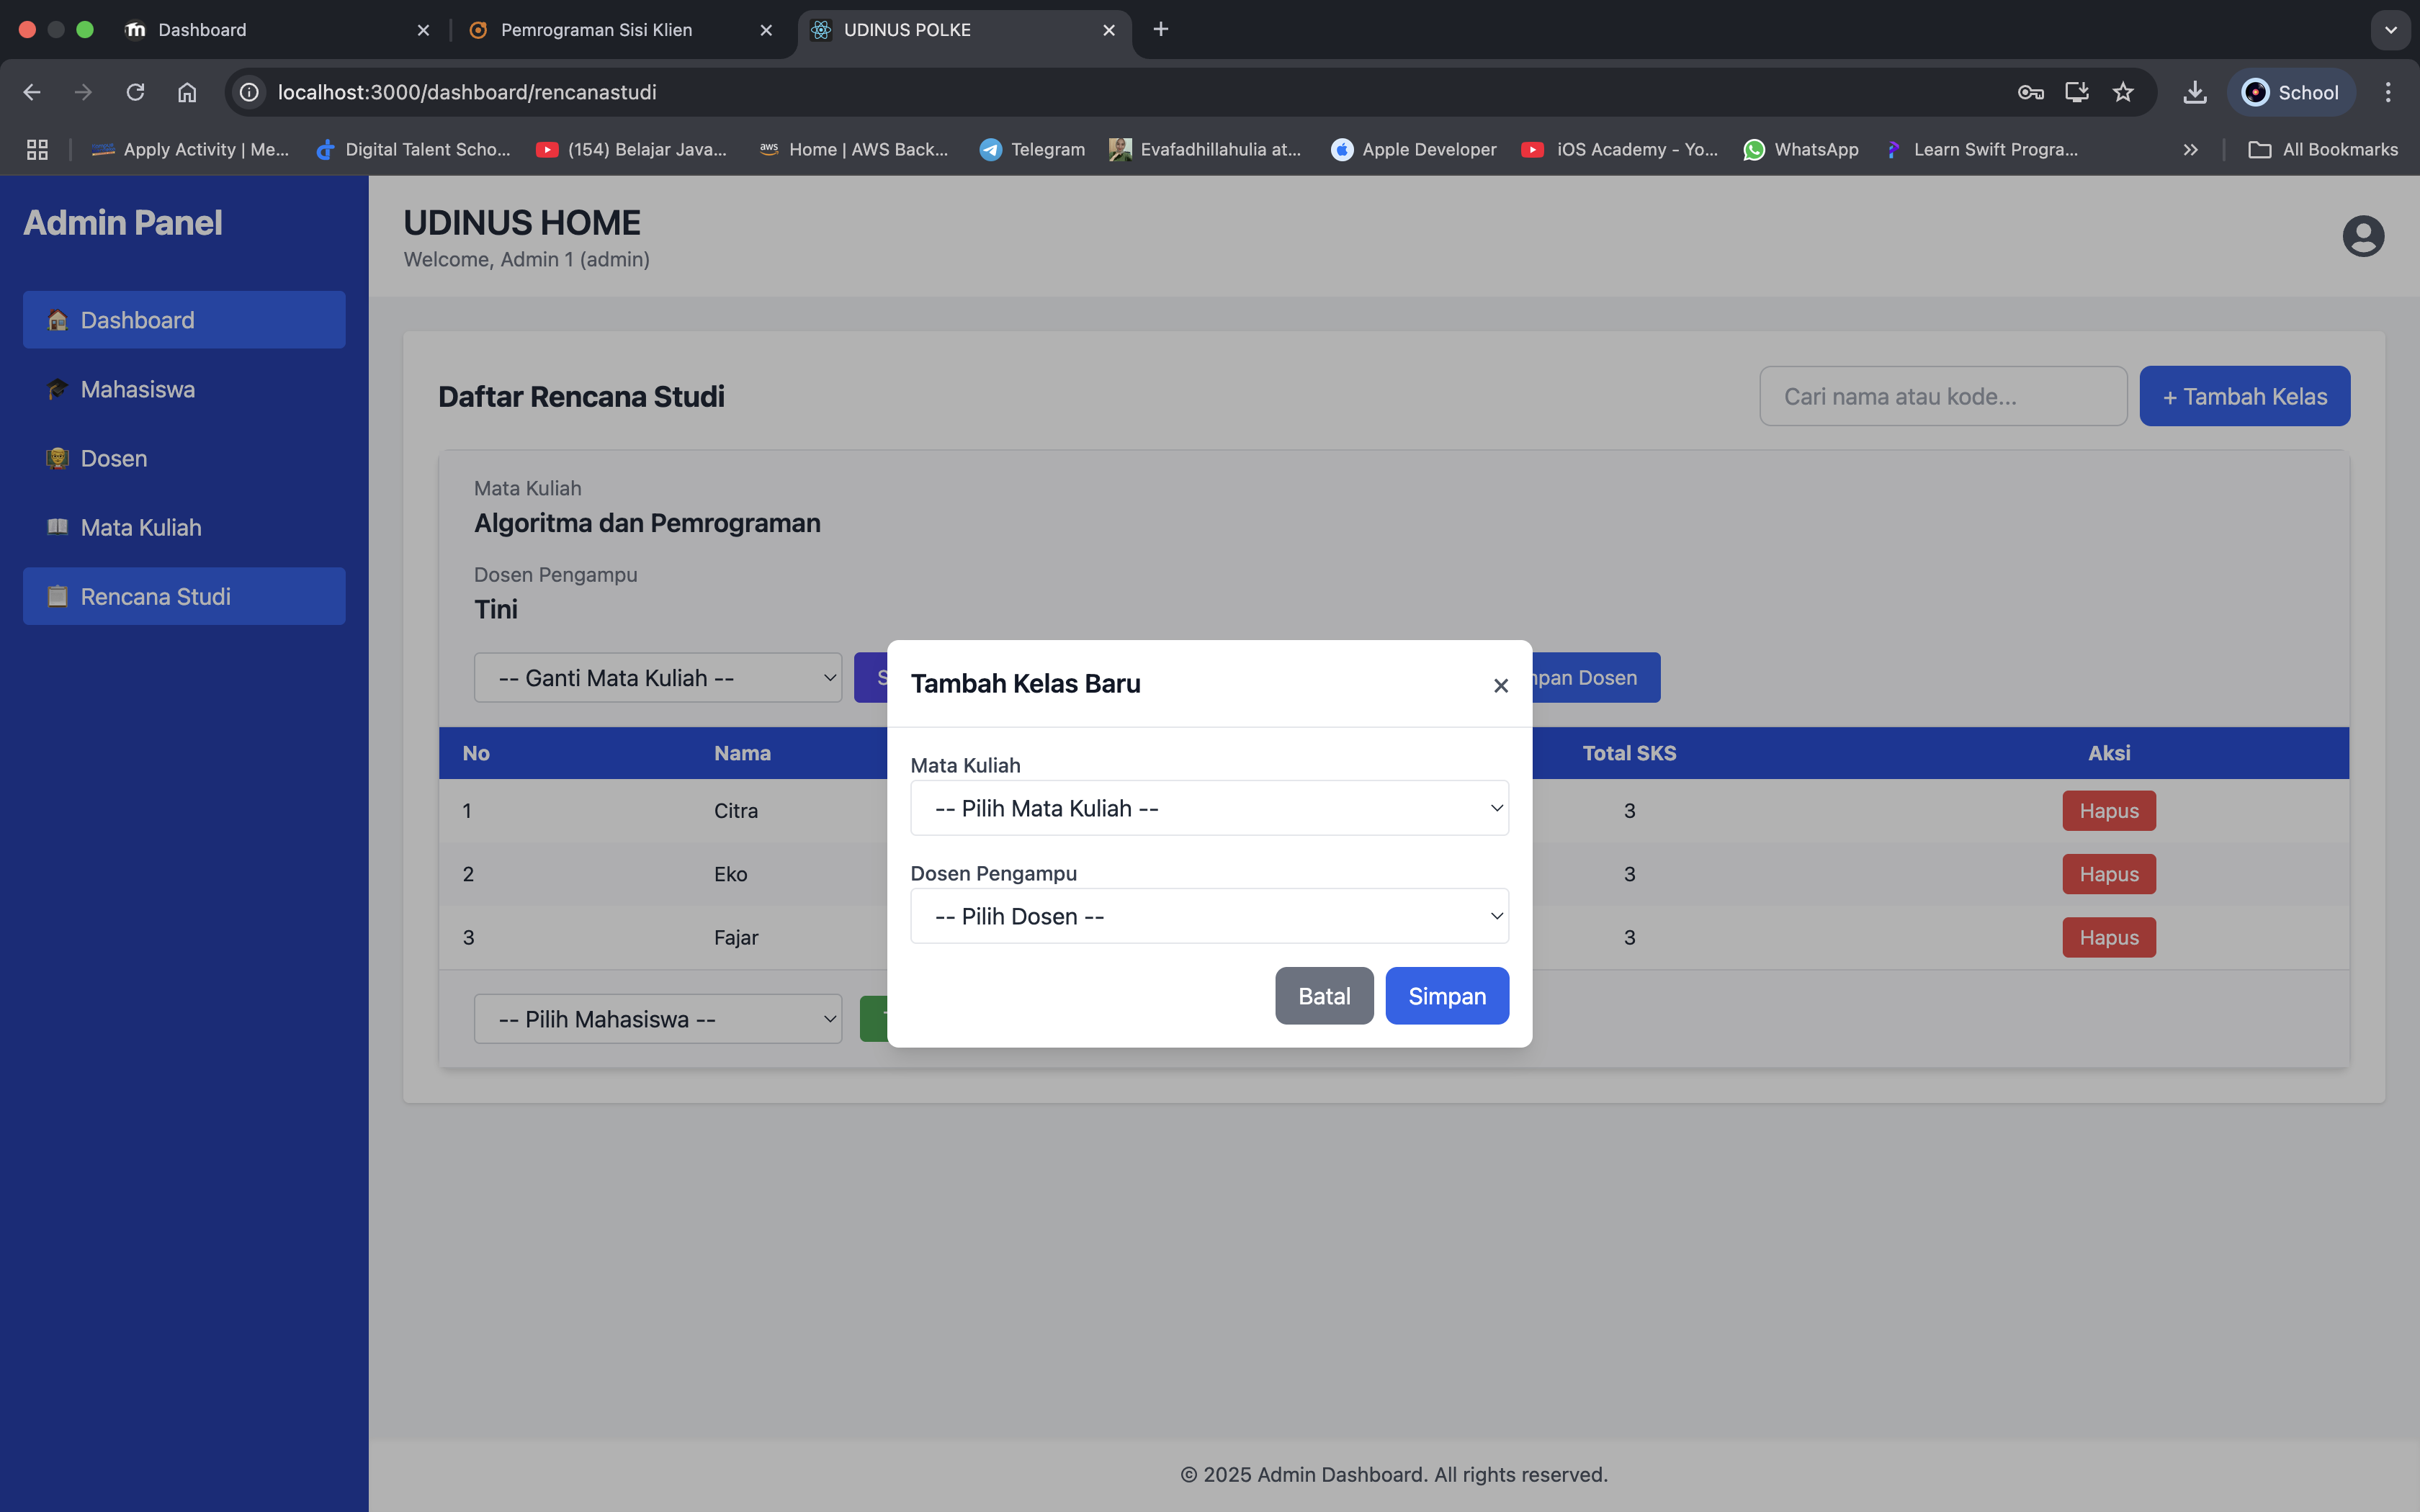 Dashboard
Pemrograman Sisi Klien
UDINUS POLKE
localhost:3000/dashboard/rencanastudi
School
Apply Activity | Me...
Digital Talent Scho...
(154) Belajar Java...
aws
Home | AWS Back...
Telegram
Evafadhillahulia at...
Apple Developer
iOS Academy - Yo...
WhatsApp
Learn Swift Progra...
All Bookmarks
Admin Panel
Dashboard
Mahasiswa
Dosen
Mata Kuliah
Rencana Studi
UDINUS HOME
Welcome, Admin 1 (admin)
Daftar Rencana Studi
Cari nama atau kode...
+ Tambah Kelas
Mata Kuliah
Algoritma dan Pemrograman
Dosen Pengampu
Tini
-- Ganti Mata Kuliah --
Dosen
No Nama Total SKS Aksi
1 Citra 3 Hapus
2 Eko 3 Hapus
3 Fajar 3 Hapus
-- Pilih Mahasiswa --
Tambah Kelas Baru
×
Mata Kuliah
-- Pilih Mata Kuliah --
Dosen Pengampu
-- Pilih Dosen --
Batal
Simpan
© 2025 Admin Dashboard. All rights reserved.